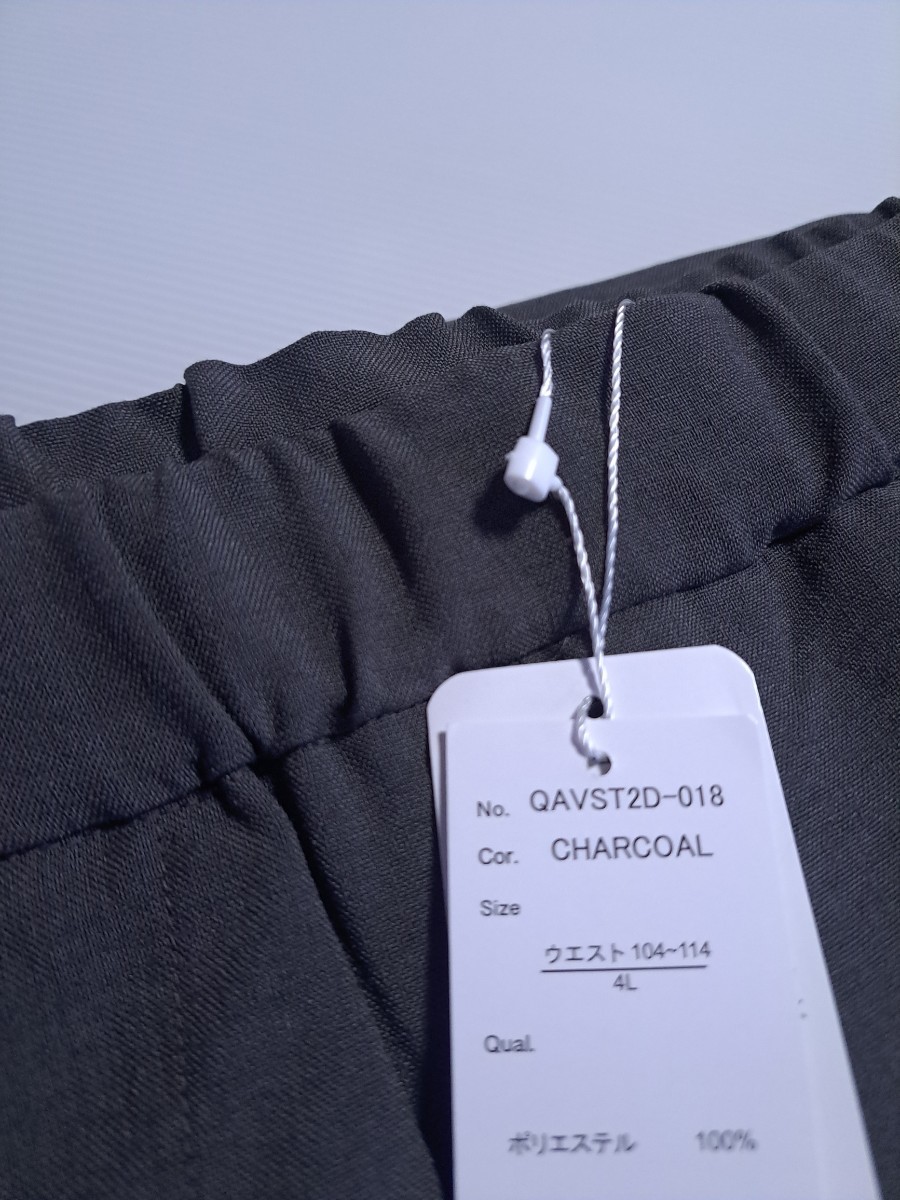 No. QAVST2D-018
Cor. CHARCOAL
Size
ウエスト 104~114
4L
Qual.
ポリエステル 100%